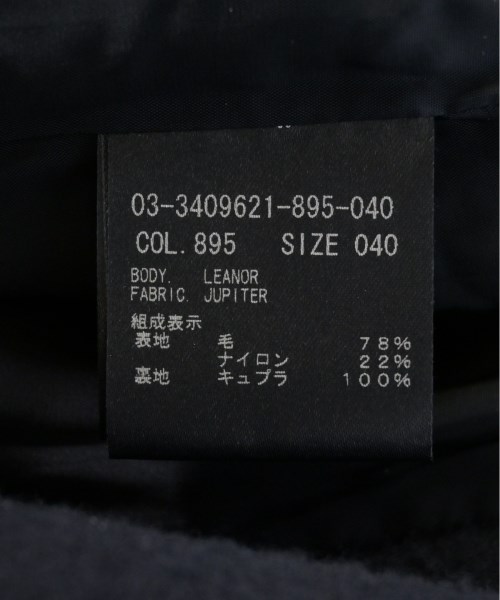 03-3409621-895-040
COL. 895 SIZE 040
BODY. LEANOR
FABRIC. JUPITER
組成表示
表地 毛 78%
ナイロン 22%
裏地 キュプラ 100%